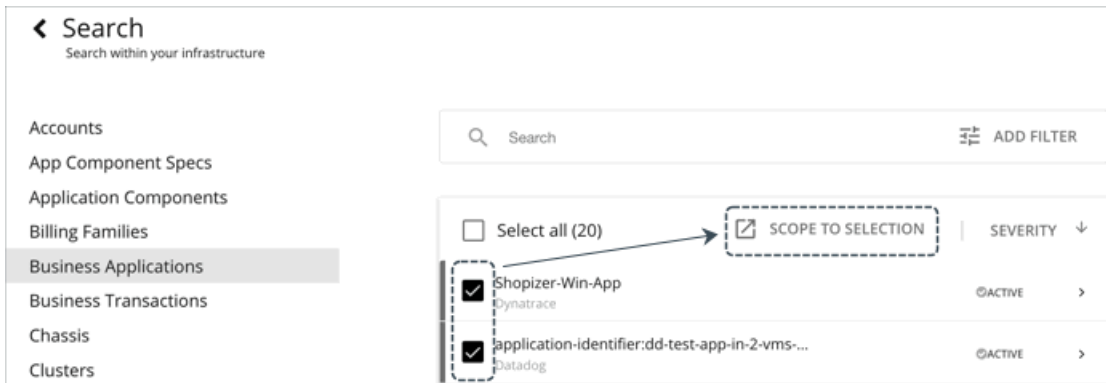 Search
Search within your infrastructure
Accounts
App Component Specs
Application Components
Billing Families
Business Applications
Business Transactions
Chassis
Clusters
Search
ADD FILTER
Select all (20)
SCOPE TO SELECTION
SEVERITY
Shopizer-Win-App
Dynatrace
ACTIVE
application-identifier:dd-test-app-in-2-vms-...
Datadog
ACTIVE